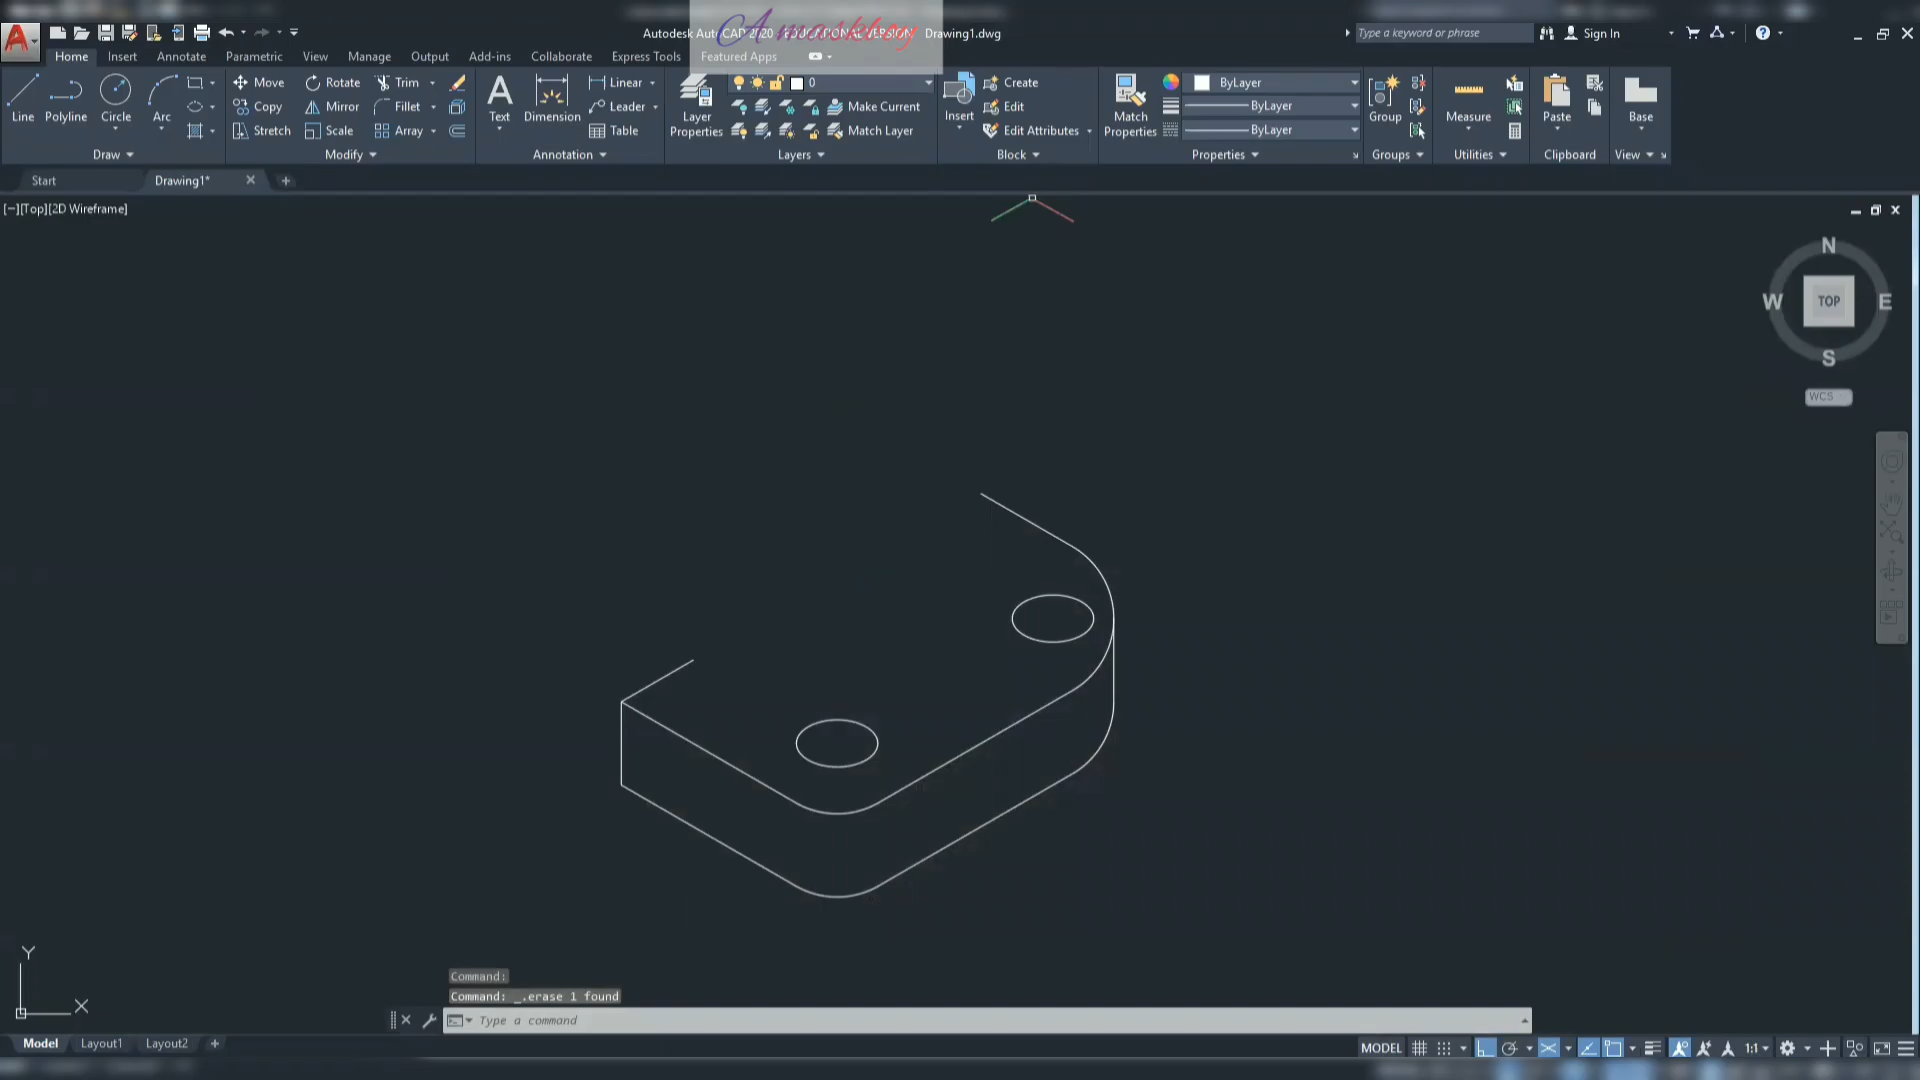 Autodesk AutoCAD 2020 - EDUCATIONAL VERSION Drawing1.dwg
A maskboy
Type a keyword or phrase
Sign In
Home Insert Annotate Parametric View Manage Output Add-ins Collaborate Express Tools Featured Apps
Line Polyline Circle Arc
Move Rotate Trim
Copy Mirror Fillet
Stretch Scale Array
Text Dimension
Linear
Leader
Table
Layer Properties
0
Make Current
Match Layer
Insert
Create
Edit
Edit Attributes
Match Properties
ByLayer
ByLayer
ByLayer
Group
Measure
Paste
Base
Draw Modify Annotation Layers Block Properties Groups Utilities Clipboard View
Start Drawing1*
[−][Top][2D Wireframe]
N
W TOP E
S
WCS
Y
X
Command:
Command: _.erase 1 found
Type a command
Model Layout1 Layout2
MODEL 1:1